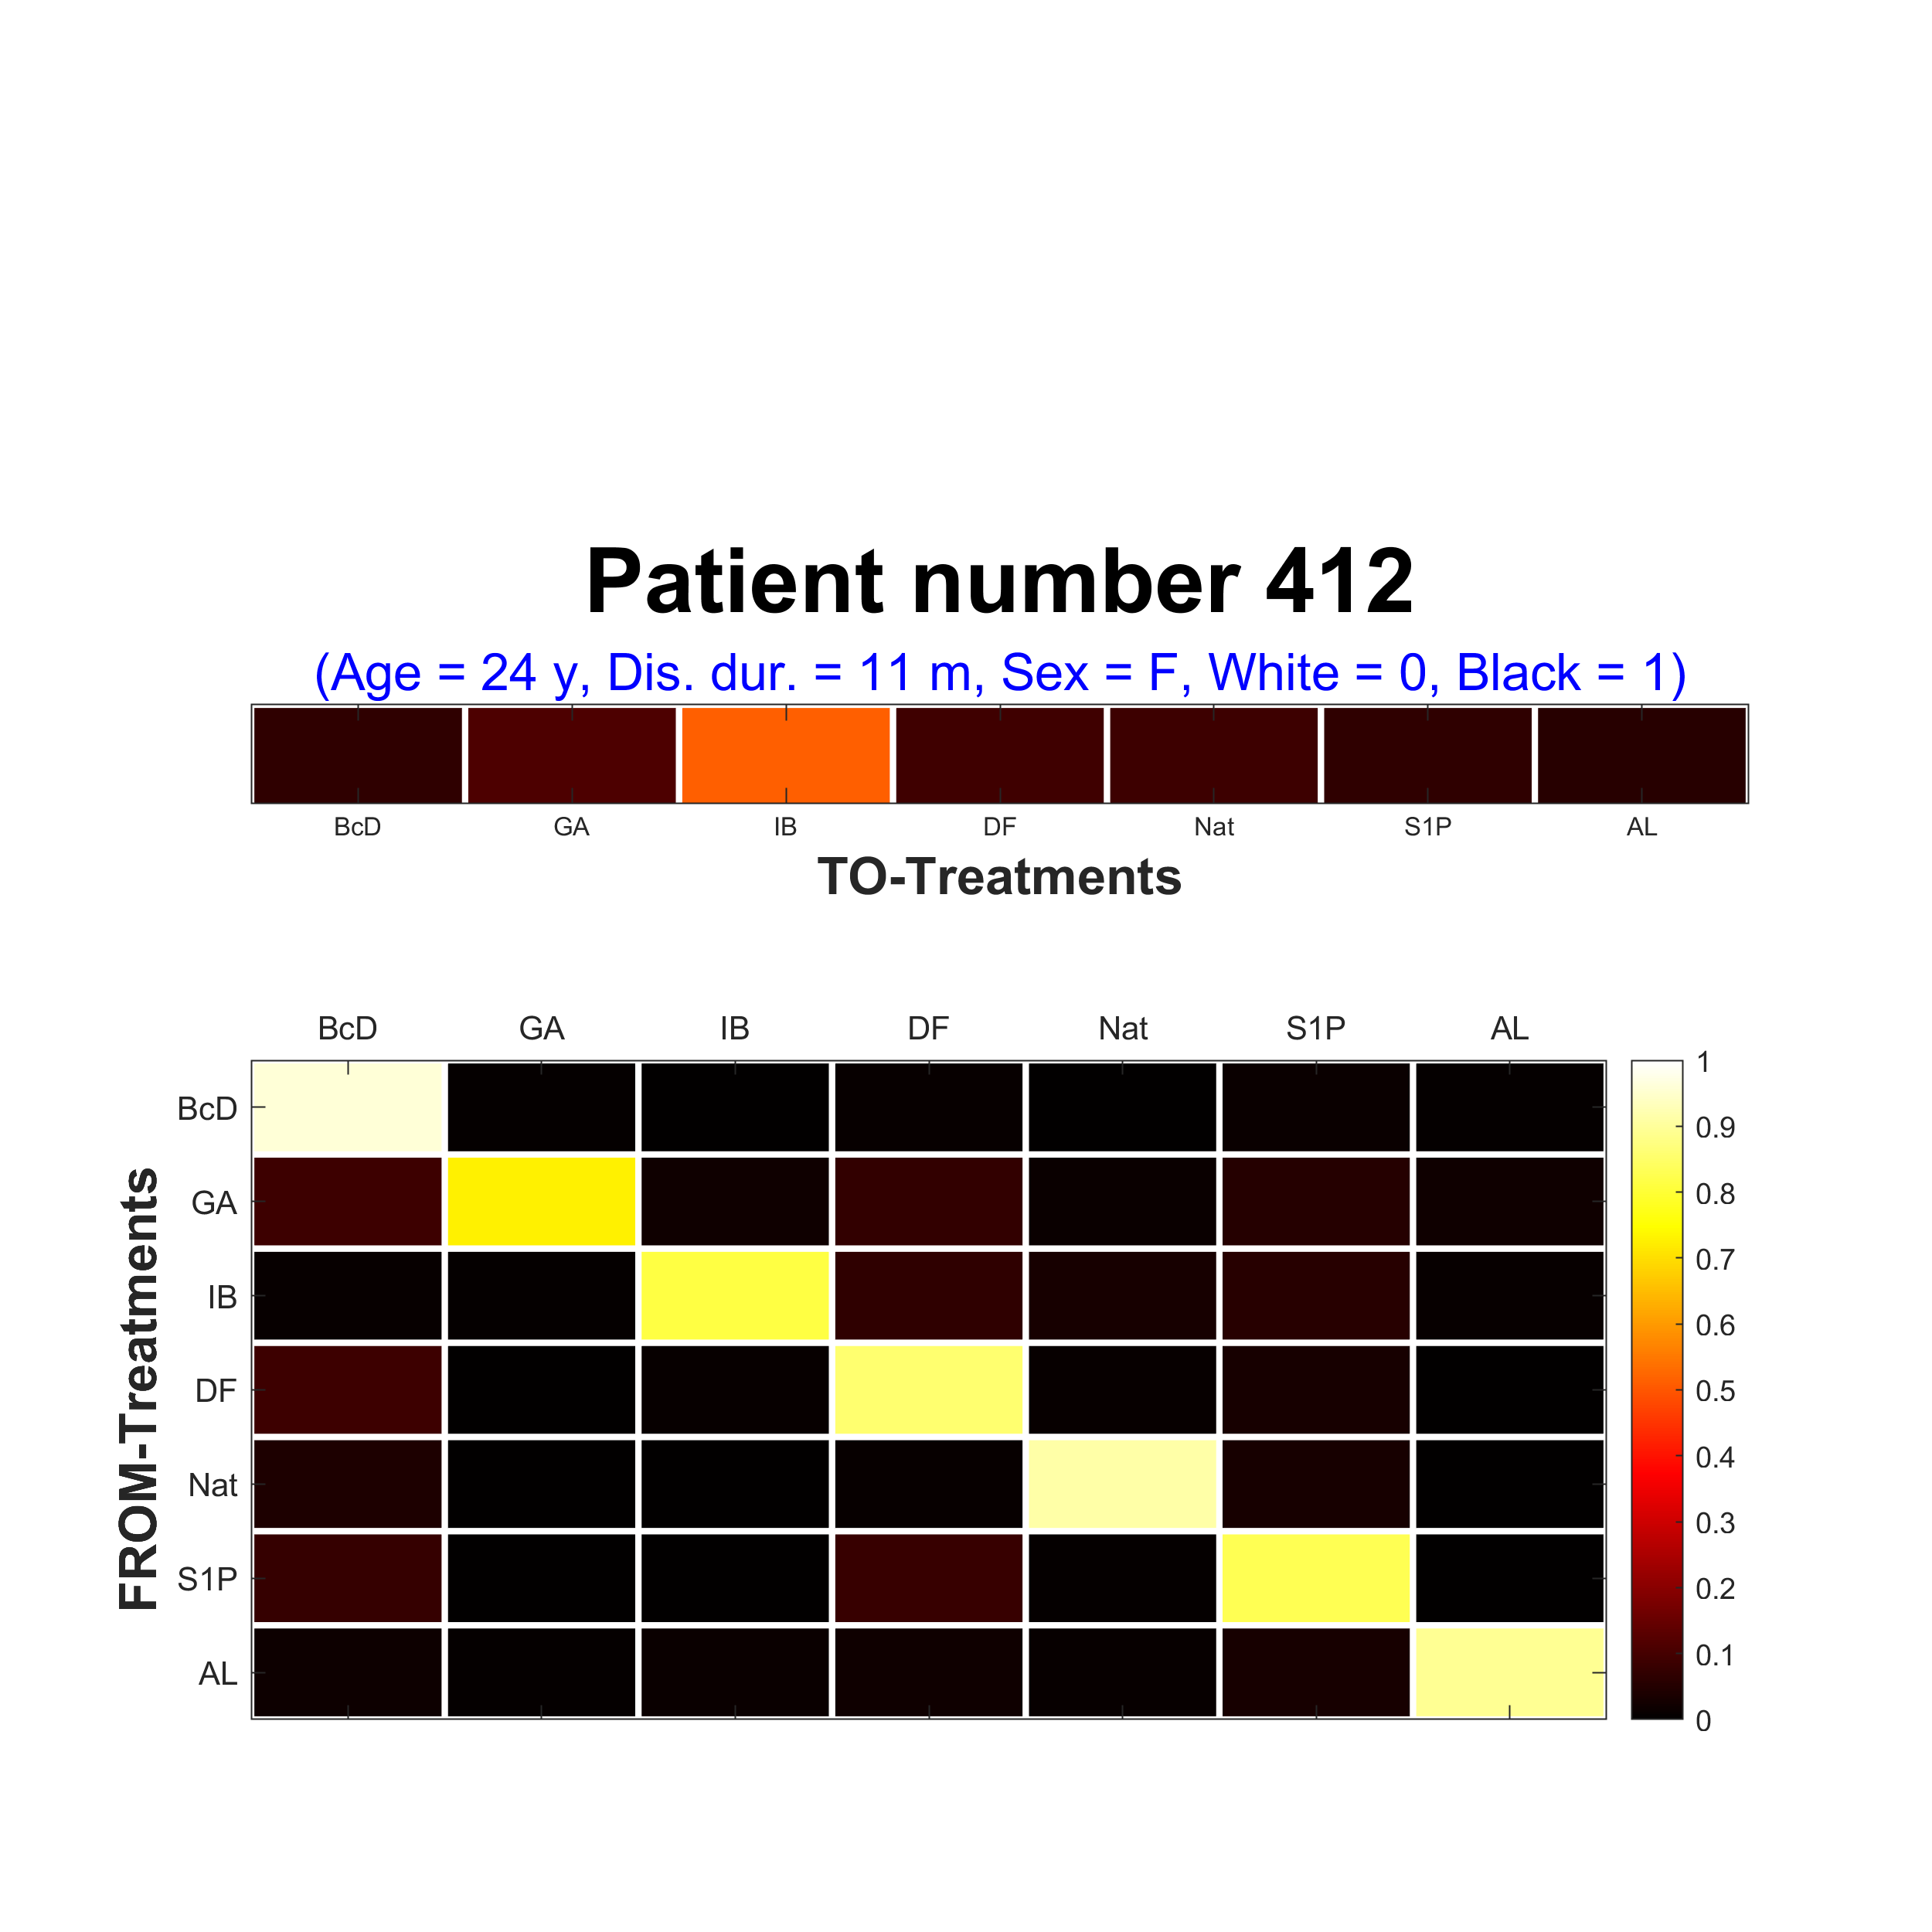 Patient number 412
(Age = 24 y, Dis. dur. = 11 m, Sex = F, White = 0, Black = 1)
BcD GA IB DF Nat S1P AL
TO-Treatments
BcD GA IB DF Nat S1P AL
FROM-Treatments
BcD
GA
IB
DF
Nat
S1P
AL
1
0.9
0.8
0.7
0.6
0.5
0.4
0.3
0.2
0.1
0